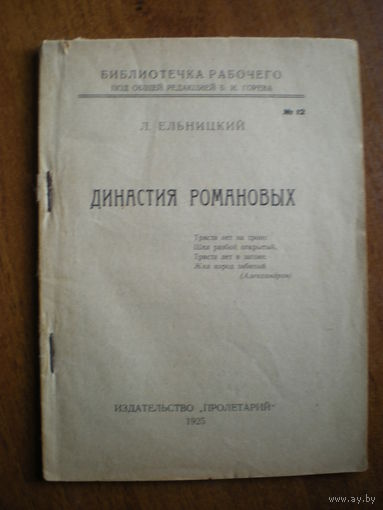 БИБЛИОТЕЧКА РАБОЧЕГО
ПОД ОБЩЕЙ РЕДАКЦИЕЙ Б. И. ГОРЕВА
№ 12
Л. ЕЛЬНИЦКИЙ
ДИНАСТИЯ РОМАНОВЫХ
Триста лет на троне
Шел разбой открытый,
Триста лет в загоне
Жил народ забитый.
(Александров)
ИЗДАТЕЛЬСТВО „ПРОЛЕТАРИЙ"
1925
www.ay.by